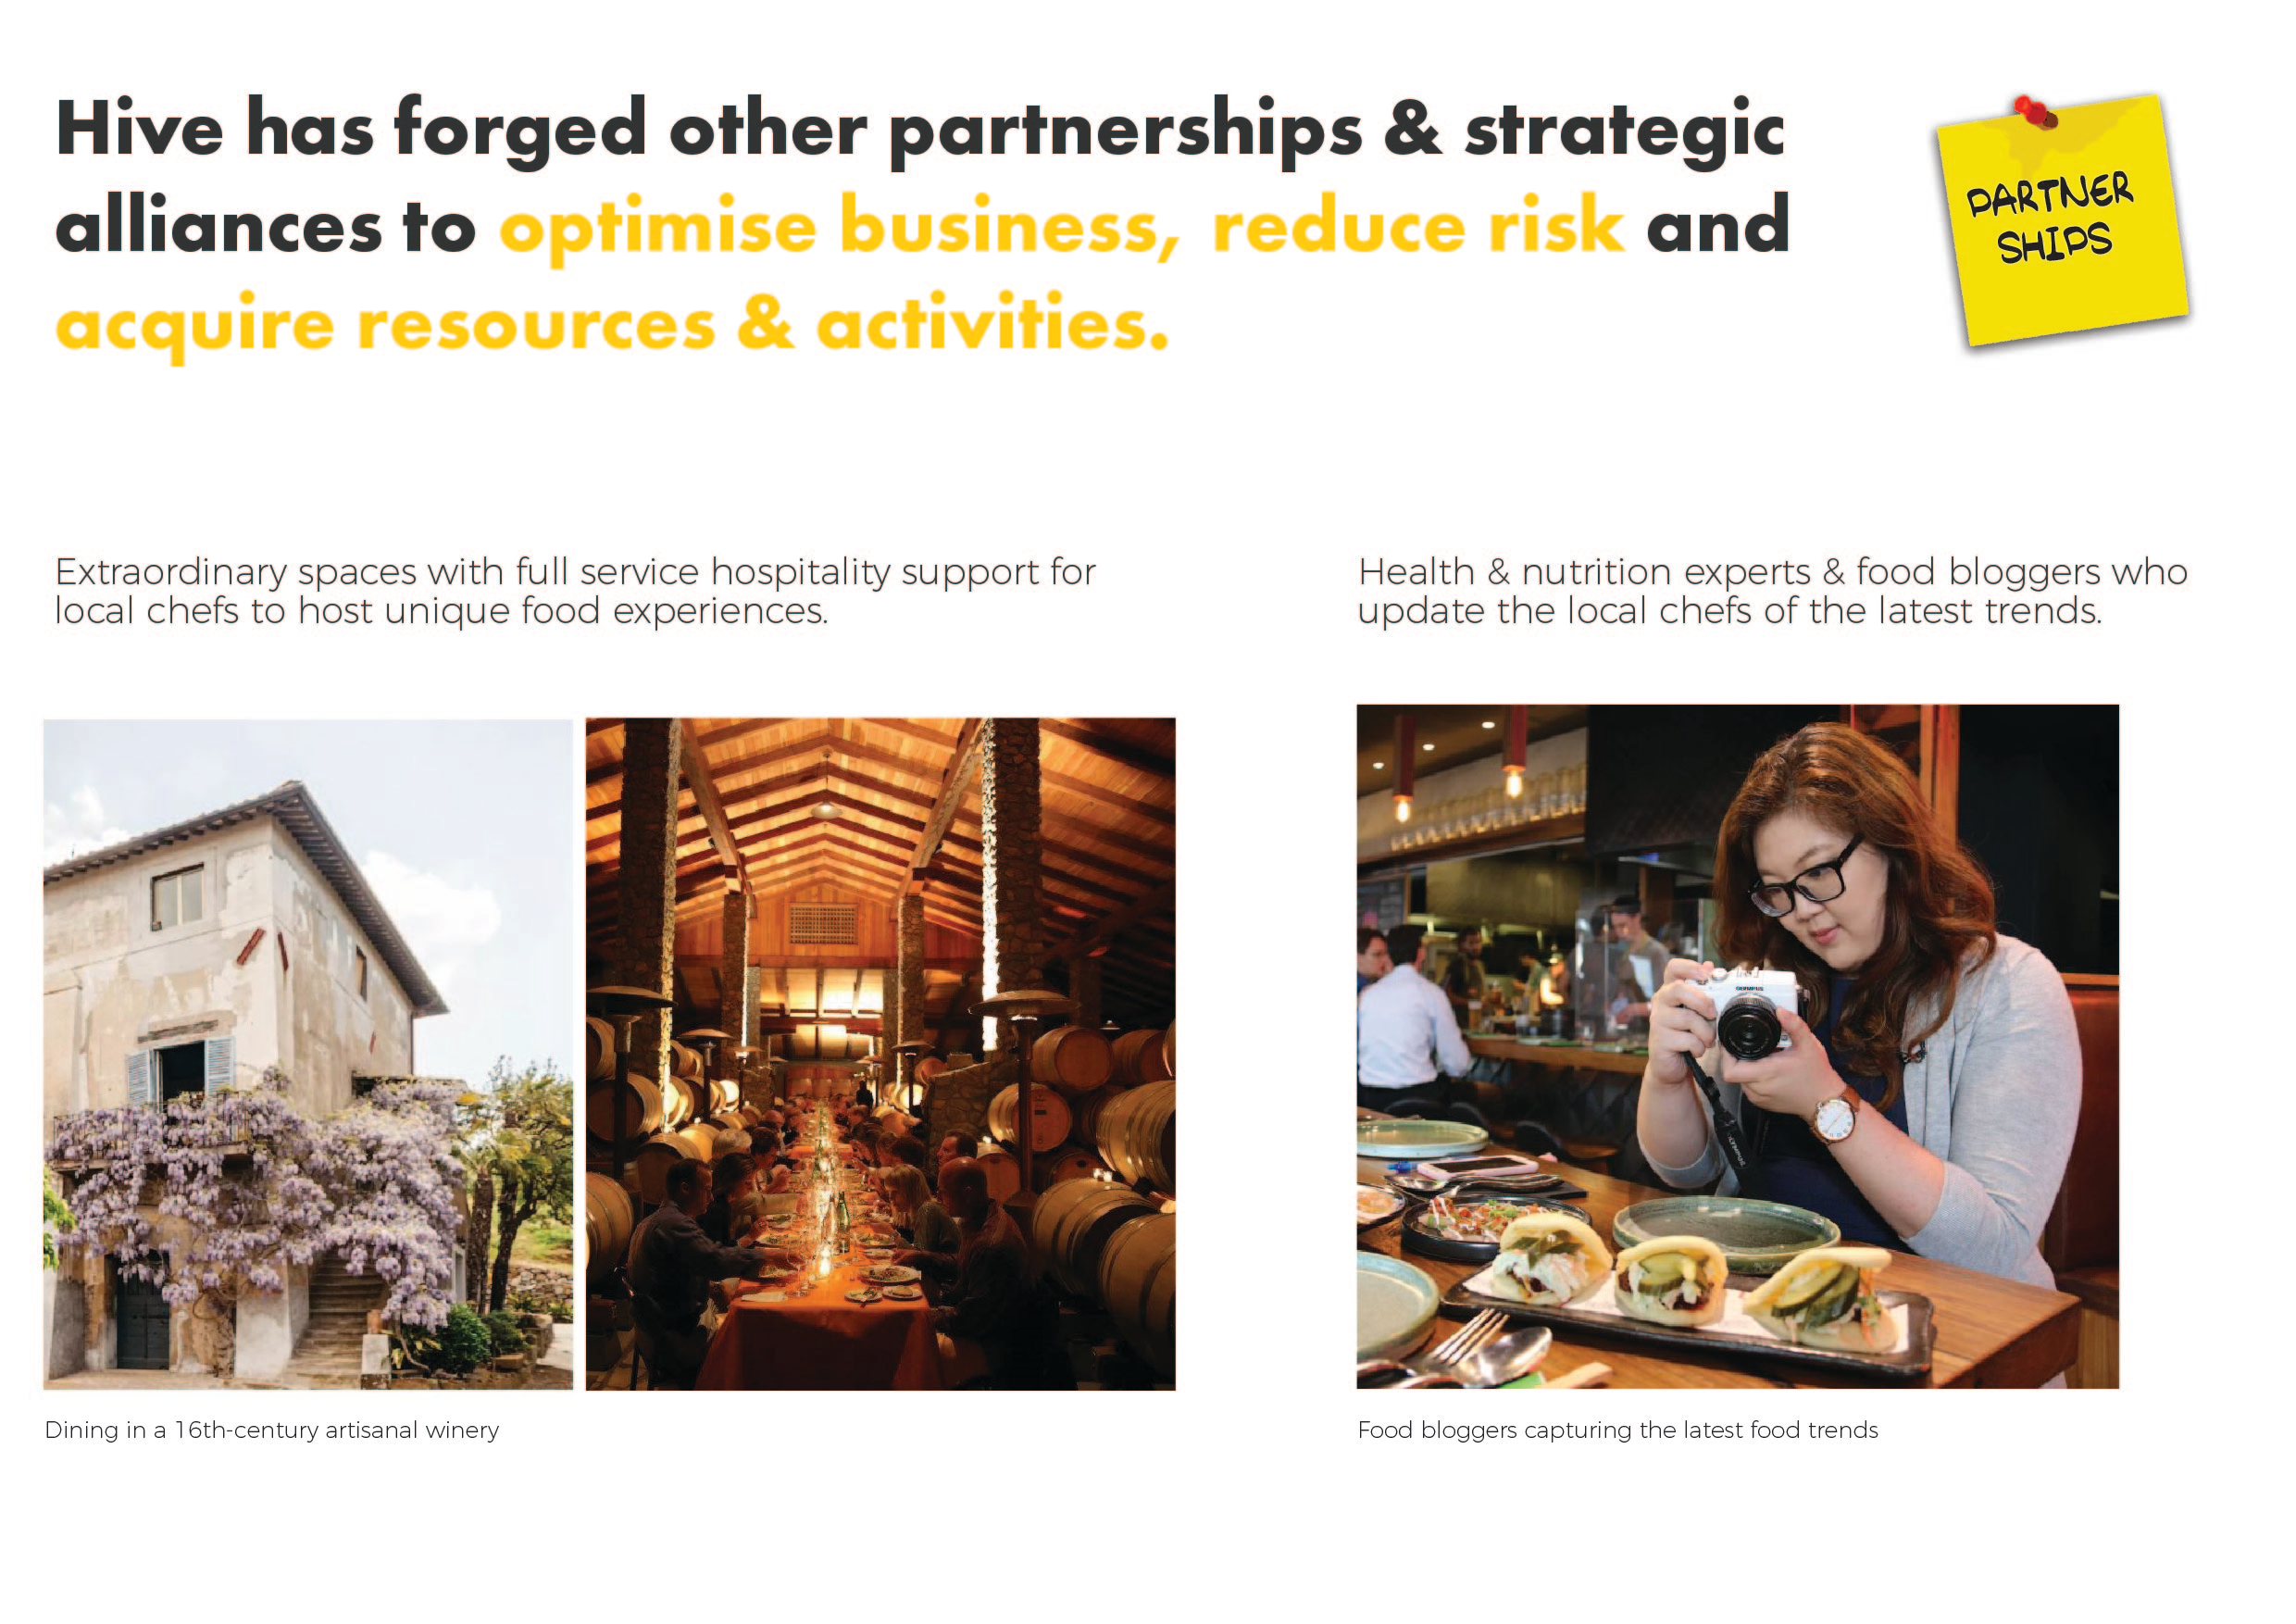 Hive has forged other partnerships & strategic
alliances to optimise business, reduce risk and
acquire resources & activities.
PARTNER
SHIPS
Extraordinary spaces with full service hospitality support for
local chefs to host unique food experiences.
Health & nutrition experts & food bloggers who
update the local chefs of the latest trends.
OLYMPUS
Dining in a 16th-century artisanal winery
Food bloggers capturing the latest food trends